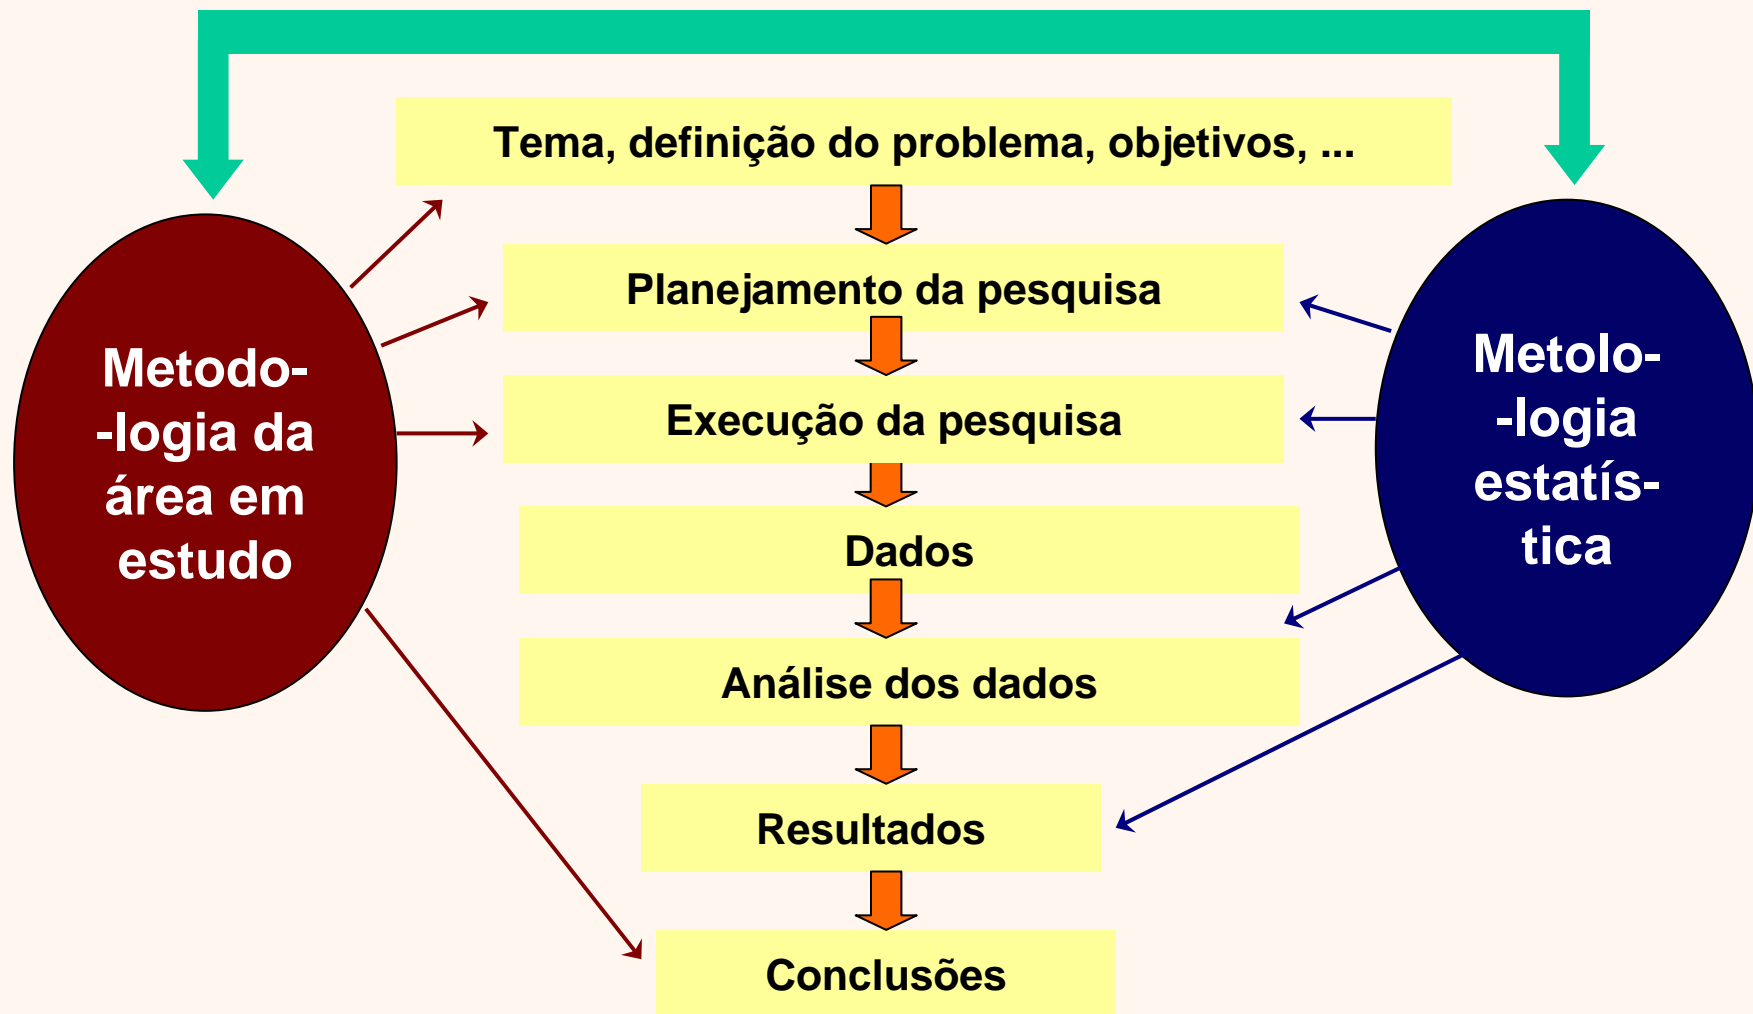 Tema, definição do problema, objetivos, ...
Planejamento da pesquisa
Execução da pesquisa
Dados
Análise dos dados
Resultados
Conclusões
Metodo-
-logia da
área em
estudo
Metolo-
-logia
estatís-
tica